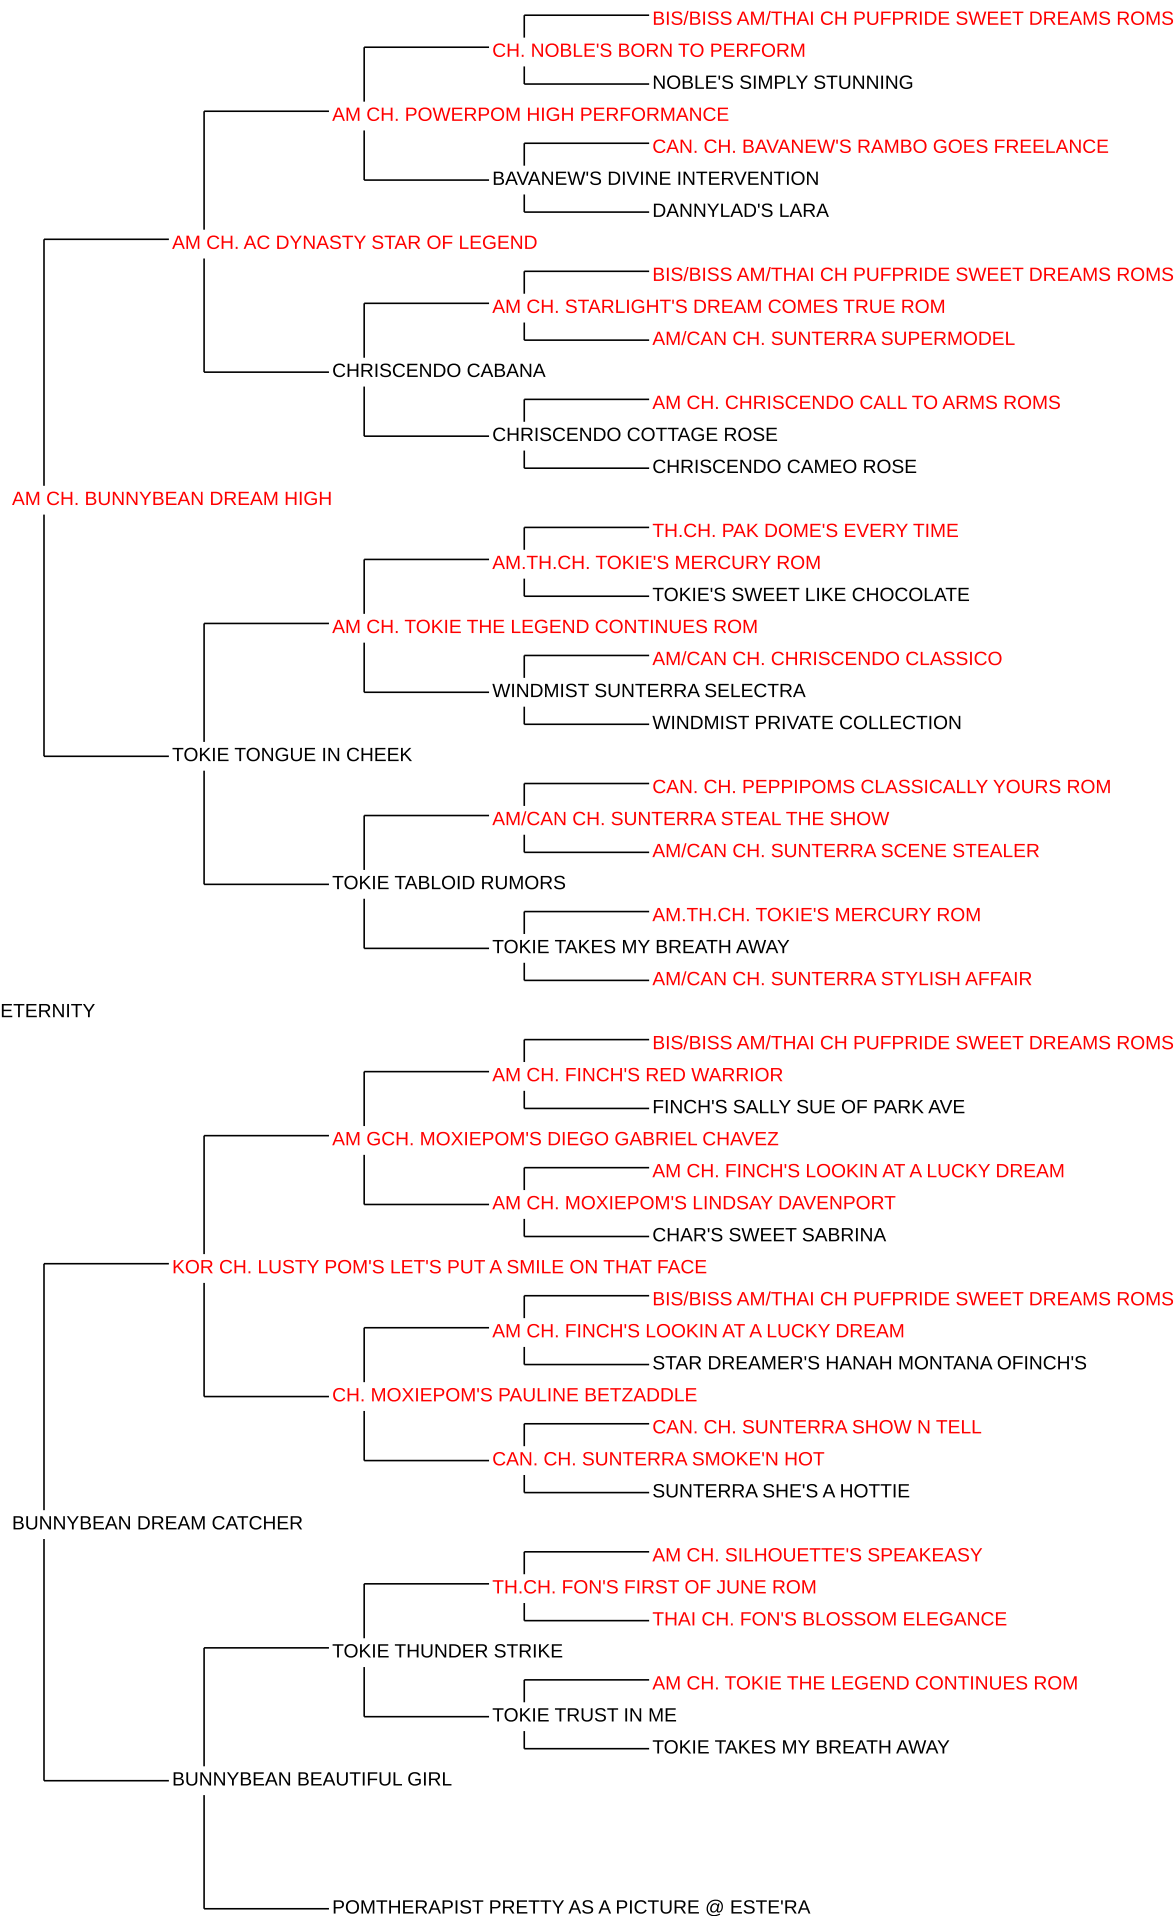 BIS/BISS AM/THAI CH PUFPRIDE SWEET DREAMS ROMS
CH. NOBLE'S BORN TO PERFORM
NOBLE'S SIMPLY STUNNING
AM CH. POWERPOM HIGH PERFORMANCE
CAN. CH. BAVANEW'S RAMBO GOES FREELANCE
BAVANEW'S DIVINE INTERVENTION
DANNYLAD'S LARA
AM CH. AC DYNASTY STAR OF LEGEND
BIS/BISS AM/THAI CH PUFPRIDE SWEET DREAMS ROMS
AM CH. STARLIGHT'S DREAM COMES TRUE ROM
AM/CAN CH. SUNTERRA SUPERMODEL
CHRISCENDO CABANA
AM CH. CHRISCENDO CALL TO ARMS ROMS
CHRISCENDO COTTAGE ROSE
CHRISCENDO CAMEO ROSE
AM CH. BUNNYBEAN DREAM HIGH
TH.CH. PAK DOME'S EVERY TIME
AM.TH.CH. TOKIE'S MERCURY ROM
TOKIE'S SWEET LIKE CHOCOLATE
AM CH. TOKIE THE LEGEND CONTINUES ROM
AM/CAN CH. CHRISCENDO CLASSICO
WINDMIST SUNTERRA SELECTRA
WINDMIST PRIVATE COLLECTION
TOKIE TONGUE IN CHEEK
CAN. CH. PEPPIPOMS CLASSICALLY YOURS ROM
AM/CAN CH. SUNTERRA STEAL THE SHOW
AM/CAN CH. SUNTERRA SCENE STEALER
TOKIE TABLOID RUMORS
AM.TH.CH. TOKIE'S MERCURY ROM
TOKIE TAKES MY BREATH AWAY
AM/CAN CH. SUNTERRA STYLISH AFFAIR
ETERNITY
BIS/BISS AM/THAI CH PUFPRIDE SWEET DREAMS ROMS
AM CH. FINCH'S RED WARRIOR
FINCH'S SALLY SUE OF PARK AVE
AM GCH. MOXIEPOM'S DIEGO GABRIEL CHAVEZ
AM CH. FINCH'S LOOKIN AT A LUCKY DREAM
AM CH. MOXIEPOM'S LINDSAY DAVENPORT
CHAR'S SWEET SABRINA
KOR CH. LUSTY POM'S LET'S PUT A SMILE ON THAT FACE
BIS/BISS AM/THAI CH PUFPRIDE SWEET DREAMS ROMS
AM CH. FINCH'S LOOKIN AT A LUCKY DREAM
STAR DREAMER'S HANAH MONTANA OFINCH'S
CH. MOXIEPOM'S PAULINE BETZADDLE
CAN. CH. SUNTERRA SHOW N TELL
CAN. CH. SUNTERRA SMOKE'N HOT
SUNTERRA SHE'S A HOTTIE
BUNNYBEAN DREAM CATCHER
AM CH. SILHOUETTE'S SPEAKEASY
TH.CH. FON'S FIRST OF JUNE ROM
THAI CH. FON'S BLOSSOM ELEGANCE
TOKIE THUNDER STRIKE
AM CH. TOKIE THE LEGEND CONTINUES ROM
TOKIE TRUST IN ME
TOKIE TAKES MY BREATH AWAY
BUNNYBEAN BEAUTIFUL GIRL
POMTHERAPIST PRETTY AS A PICTURE @ ESTE'RA